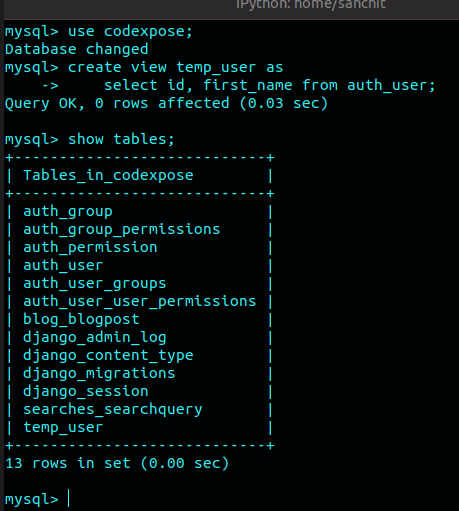 IPython: home/sanchit
mysql> use codexpose;
Database changed
mysql> create view temp_user as
    ->     select id, first_name from auth_user;
Query OK, 0 rows affected (0.03 sec)

mysql> show tables;
+----------------------------+
| Tables_in_codexpose        |
+----------------------------+
| auth_group                 |
| auth_group_permissions     |
| auth_permission            |
| auth_user                  |
| auth_user_groups           |
| auth_user_user_permissions |
| blog_blogpost              |
| django_admin_log           |
| django_content_type        |
| django_migrations          |
| django_session             |
| searches_searchquery       |
| temp_user                  |
+----------------------------+
13 rows in set (0.00 sec)

mysql>